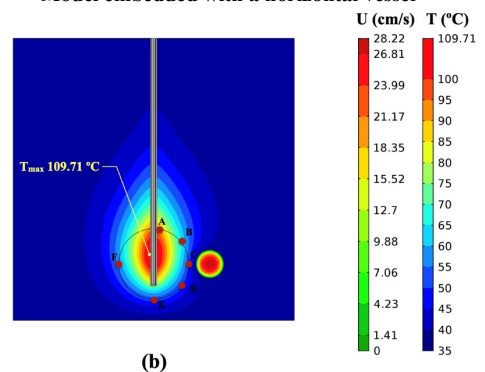 Model embedded with a horizontal vessel
U (cm/s) T (ºC)
28.22 109.71
26.81
23.99 100
21.17 95
18.35 90
15.52 85
12.7 80
9.88 75
7.06 70
4.23 65
1.41 60
0 55
50
45
40
35
Tmax 109.71 ºC
A
B
C
D
E
F
(b)